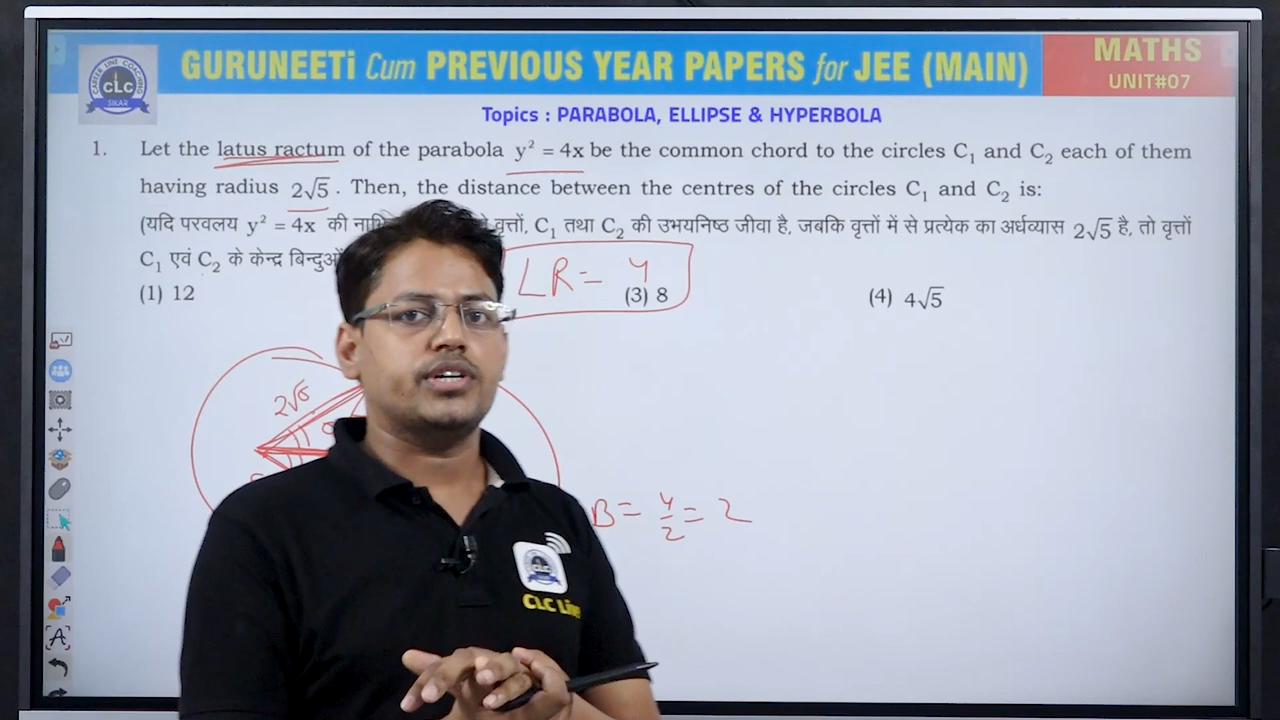 GURUNEETi Cum PREVIOUS YEAR PAPERS for JEE (MAIN)
MATHS
UNIT#07
CAREER LINE COACHING
CLC
SIKAR
Topics : PARABOLA, ELLIPSE & HYPERBOLA
1. Let the latus ractum of the parabola y² = 4x be the common chord to the circles C₁ and C₂ each of them
having radius 2√5 . Then, the distance between the centres of the circles C₁ and C₂ is:
(यदि परवलय y² = 4x की वृत्तों, C₁ तथा C₂ की उभयनिष्ठ जीवा है, जबकि वृत्तों में से प्रत्येक का अर्धव्यास 2√5 है, तो वृत्तों
C₁ एवं C₂ के केन्द्र
LR = 4
(1) 12 (3) 8 (4) 4√5
2√5
B = 4/2 = 2
CLC